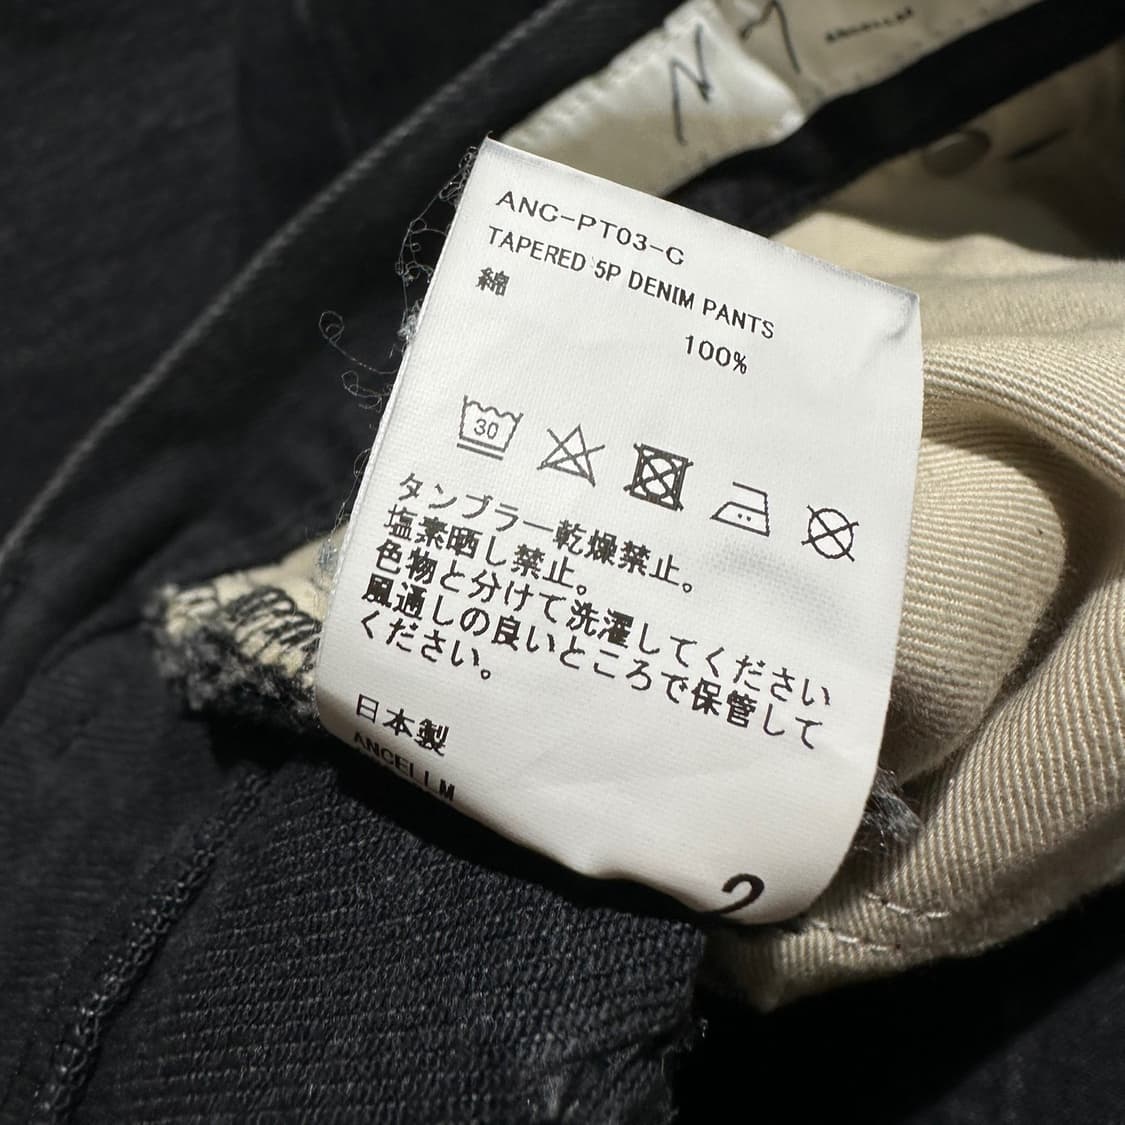 ANC-PT03-C
TAPERED 5P DENIM PANTS
綿
100%
30
タンブラー乾燥禁止。
塩素晒し禁止。
色物と分けて洗濯してください
風通しの良いところで保管して
ください。
日本製
ANCELLM
2